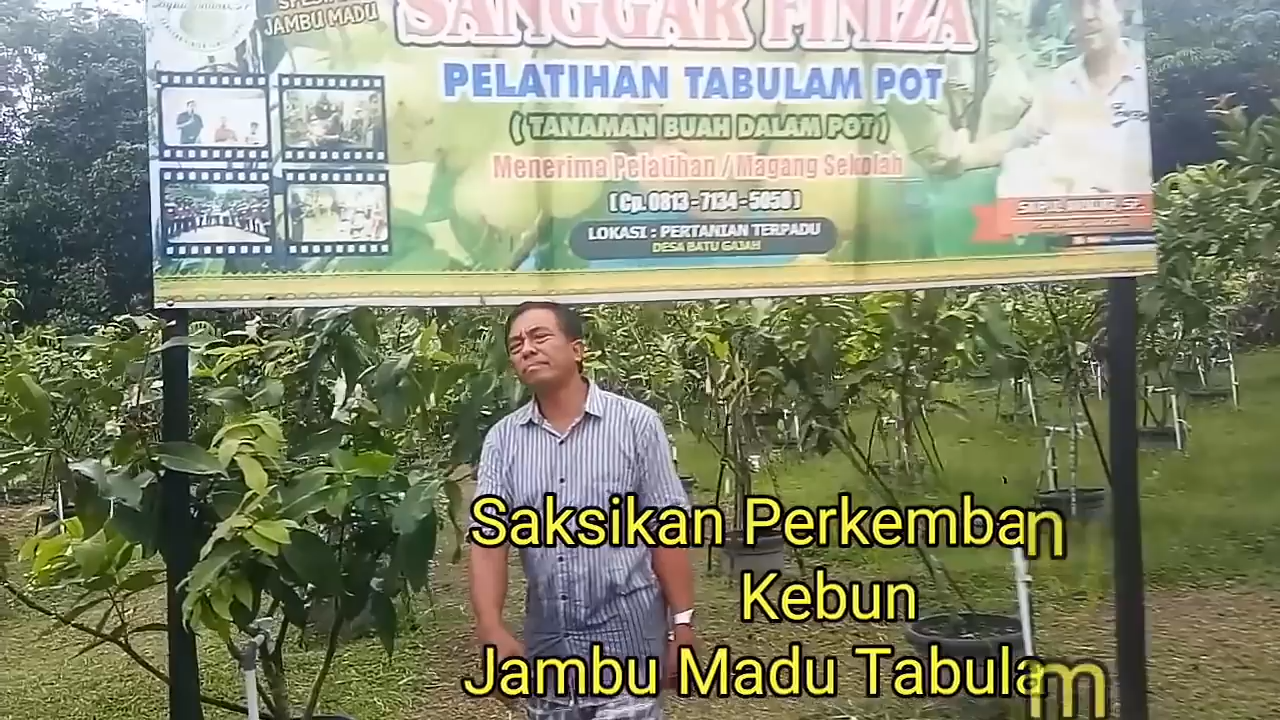 JAMBU MADU
SANGGAR FINIZA
PELATIHAN TABULAM POT
( TANAMAN BUAH DALAM POT )
Menerima Pelatihan / Magang Sekolah
( Cp. 0813 - 7134 - 5050 )
LOKASI : PERTANIAN TERPADU
DESA BATU GAJAH
Saksikan Perkemban
Kebun
Jambu Madu Tabulam